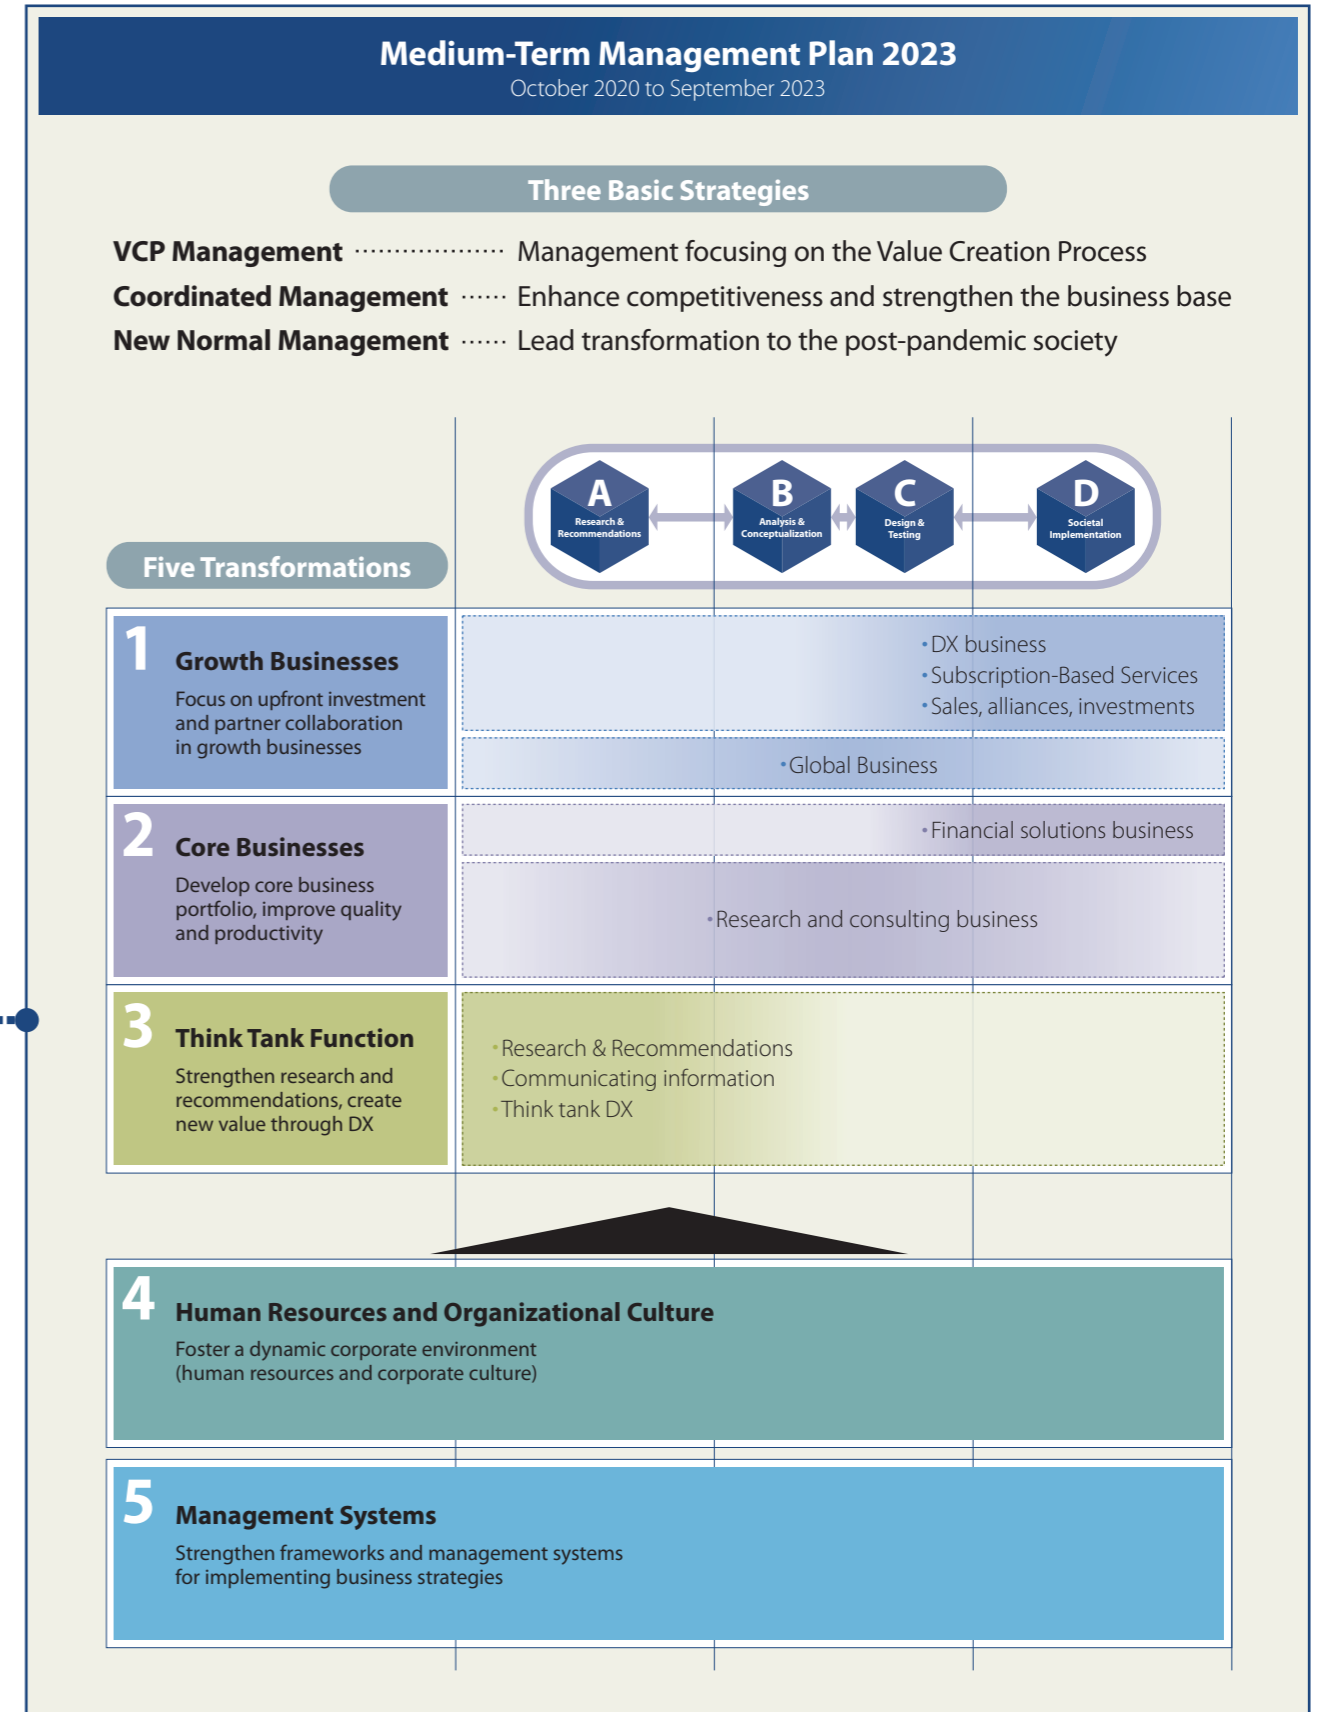 Medium-Term Management Plan 2023
October 2020 to September 2023
Three Basic Strategies
VCP Management ··················· Management focusing on the Value Creation Process
Coordinated Management ······ Enhance competitiveness and strengthen the business base
New Normal Management ······ Lead transformation to the post-pandemic society
A
Research &
Recommendations
B
Analysis &
Conceptualization
C
Design &
Testing
D
Societal
Implementation
Five Transformations
1
Growth Businesses
Focus on upfront investment
and partner collaboration
in growth businesses
•DX business
•Subscription-Based Services
•Sales, alliances, investments
•Global Business
2
Core Businesses
Develop core business
portfolio, improve quality
and productivity
•Financial solutions business
•Research and consulting business
3
Think Tank Function
Strengthen research and
recommendations, create
new value through DX
•Research & Recommendations
•Communicating information
•Think tank DX
4
Human Resources and Organizational Culture
Foster a dynamic corporate environment
(human resources and corporate culture)
5
Management Systems
Strengthen frameworks and management systems
for implementing business strategies